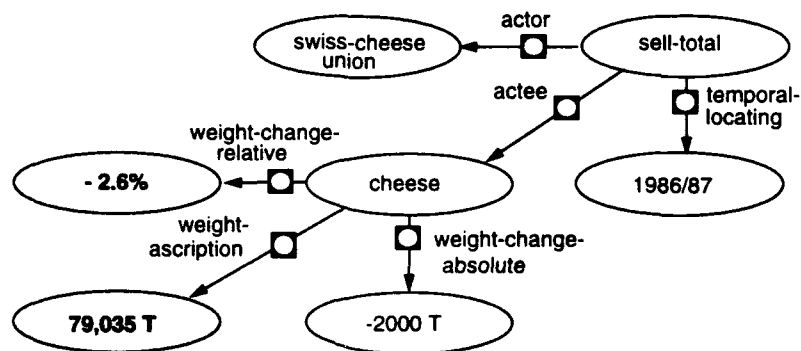 actor
swiss-cheese
union
sell-total
actee
temporal-
locating
weight-change-
relative
- 2.6%
cheese
1986/87
weight-
ascription
weight-change-
absolute
79,035 T
-2000 T